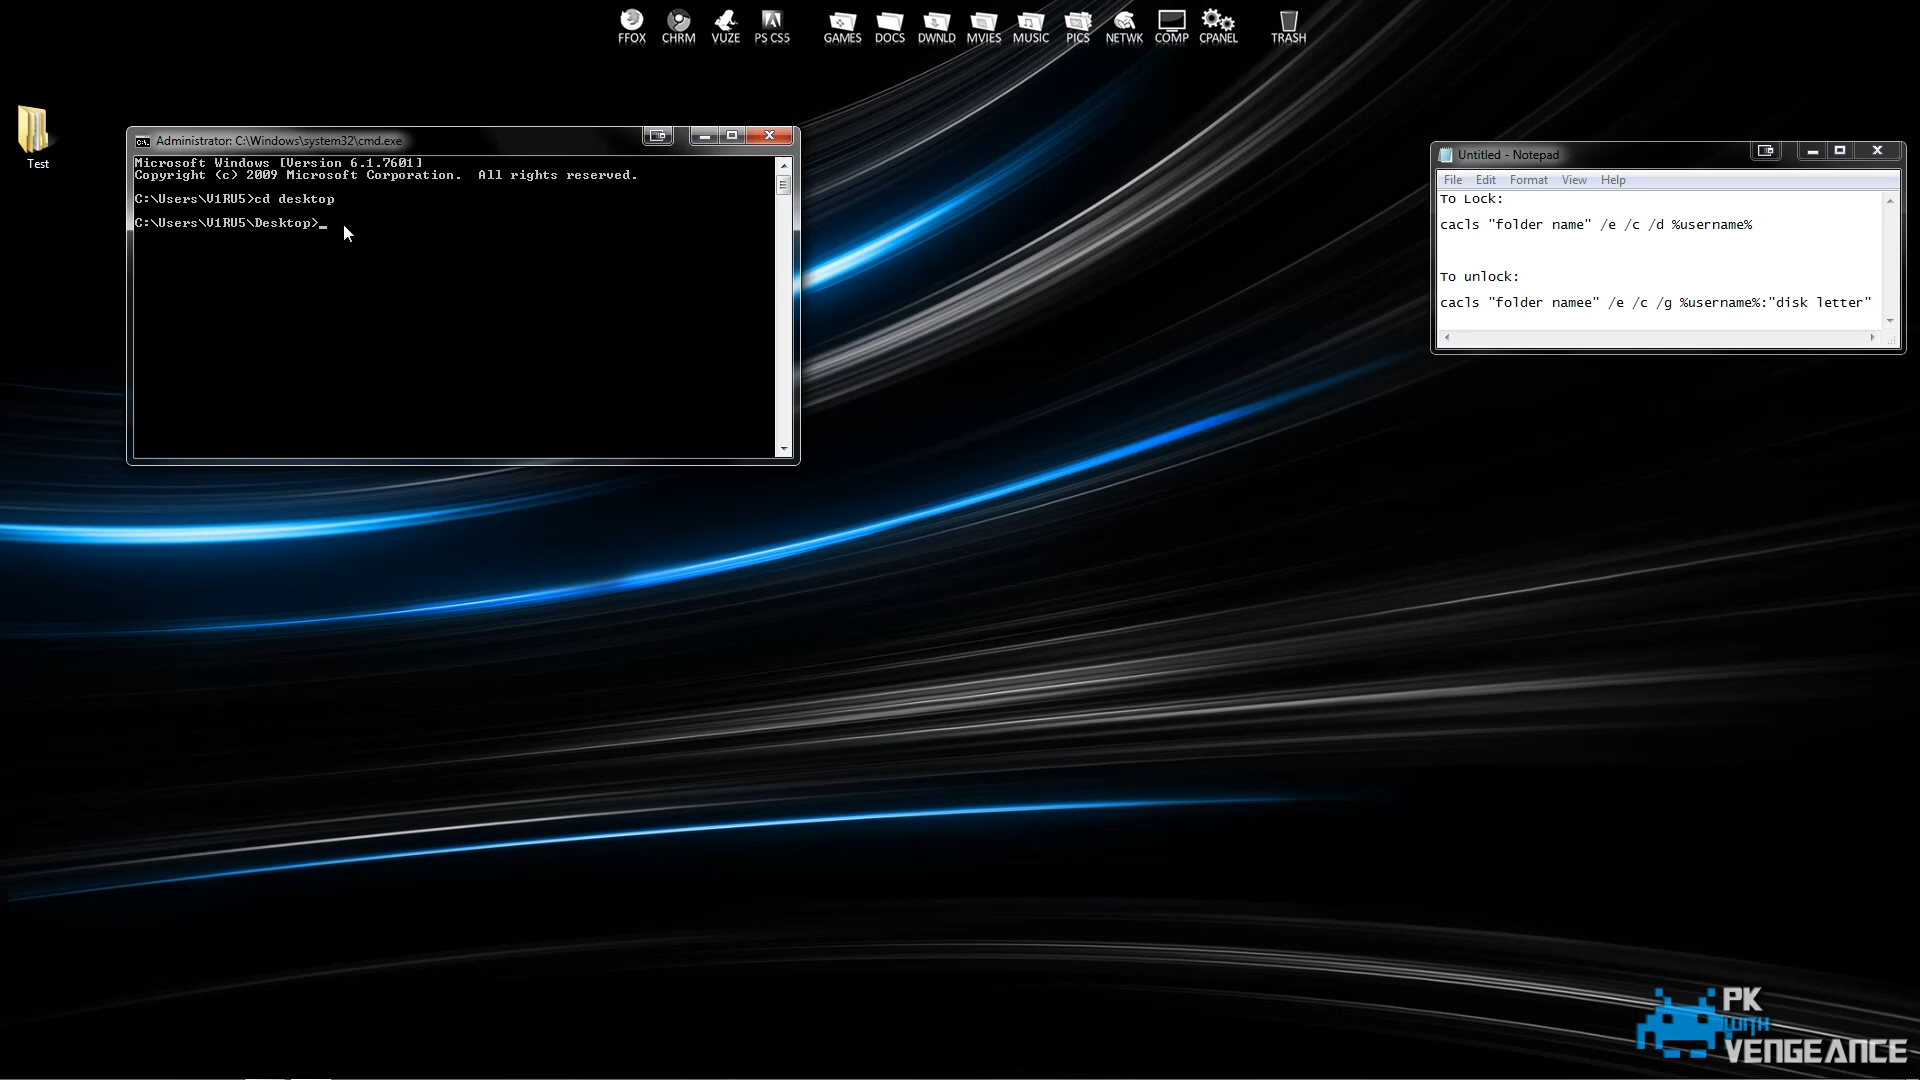 FFOX CHRM VUZE PS CS5 GAMES DOCS DWNLD MVIES MUSIC PICS NETWK COMP CPANEL TRASH
Test
Administrator: C:\Windows\system32\cmd.exe
Microsoft Windows [Version 6.1.7601]
Copyright (c) 2009 Microsoft Corporation.  All rights reserved.
C:\Users\V1RU5>cd desktop
C:\Users\V1RU5\Desktop>_
Untitled - Notepad
File Edit Format View Help
To Lock:
cacls "folder name" /e /c /d %username%
To unlock:
cacls "folder namee" /e /c /g %username%:"disk letter"
PK
WITH
VENGEANCE